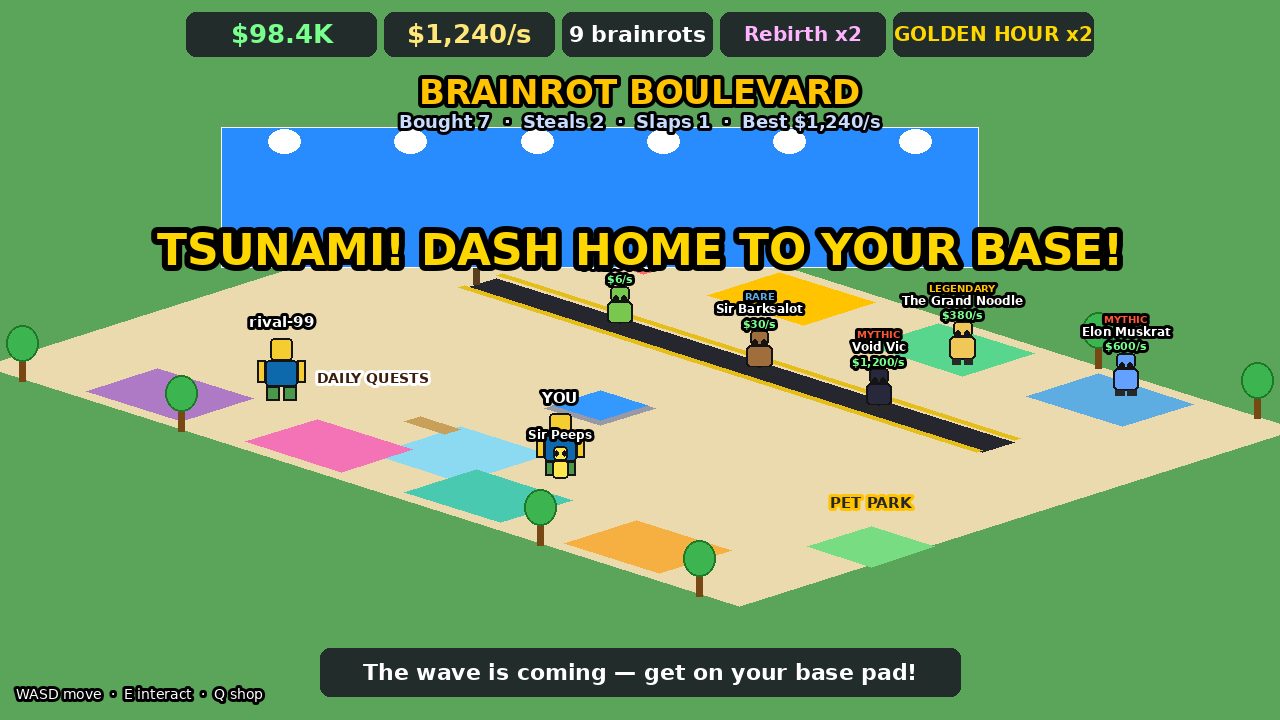 $98.4K
$1,240/s
9 brainrots
Rebirth x2
GOLDEN HOUR x2
BRAINROT BOULEVARD
Bought 7 · Steals 2 · Slaps 1 · Best $1,240/s
TSUNAMI! DASH HOME TO YOUR BASE!
$6/s
LEGENDARY
The Grand Noodle
$380/s
RARE
Sir Barksalot
$30/s
MYTHIC
Elon Muskrat
$600/s
MYTHIC
Void Vic
$1,200/s
rival-99
DAILY QUESTS
YOU
Sir Peeps
PET PARK
The wave is coming — get on your base pad!
WASD move · E interact · Q shop